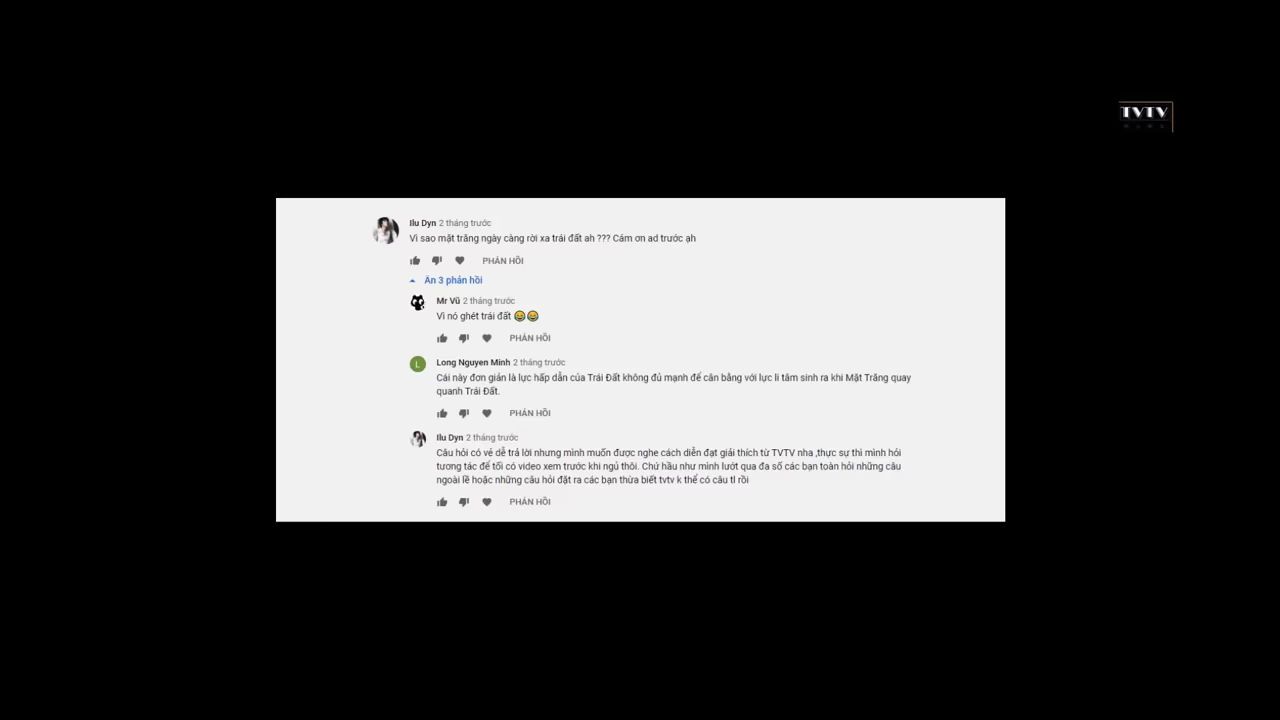 TVTV
Ilu Dyn 2 tháng trước
Vì sao mặt trăng ngày càng rời xa trái đất ah ??? Cám ơn ad trước ạh
PHẢN HỒI
Ẩn 3 phản hồi
Mr Vũ 2 tháng trước
Vì nó ghét trái đất 😂😂
PHẢN HỒI
L
Long Nguyen Minh 2 tháng trước
Cái này đơn giản là lực hấp dẫn của Trái Đất không đủ mạnh để cân bằng với lực li tâm sinh ra khi Mặt Trăng quay
quanh Trái Đất.
PHẢN HỒI
Ilu Dyn 2 tháng trước
Câu hỏi có vẻ dễ trả lời nhưng mình muốn được nghe cách diễn đạt giải thích từ TVTV nha ,thực sự thì mình hỏi
tương tác để tối có video xem trước khi ngủ thôi. Chứ hầu như mình lướt qua đa số các bạn toàn hỏi những câu
ngoài lề hoặc những câu hỏi đặt ra các bạn thừa biết tvtv k thể có câu tl rồi
PHẢN HỒI